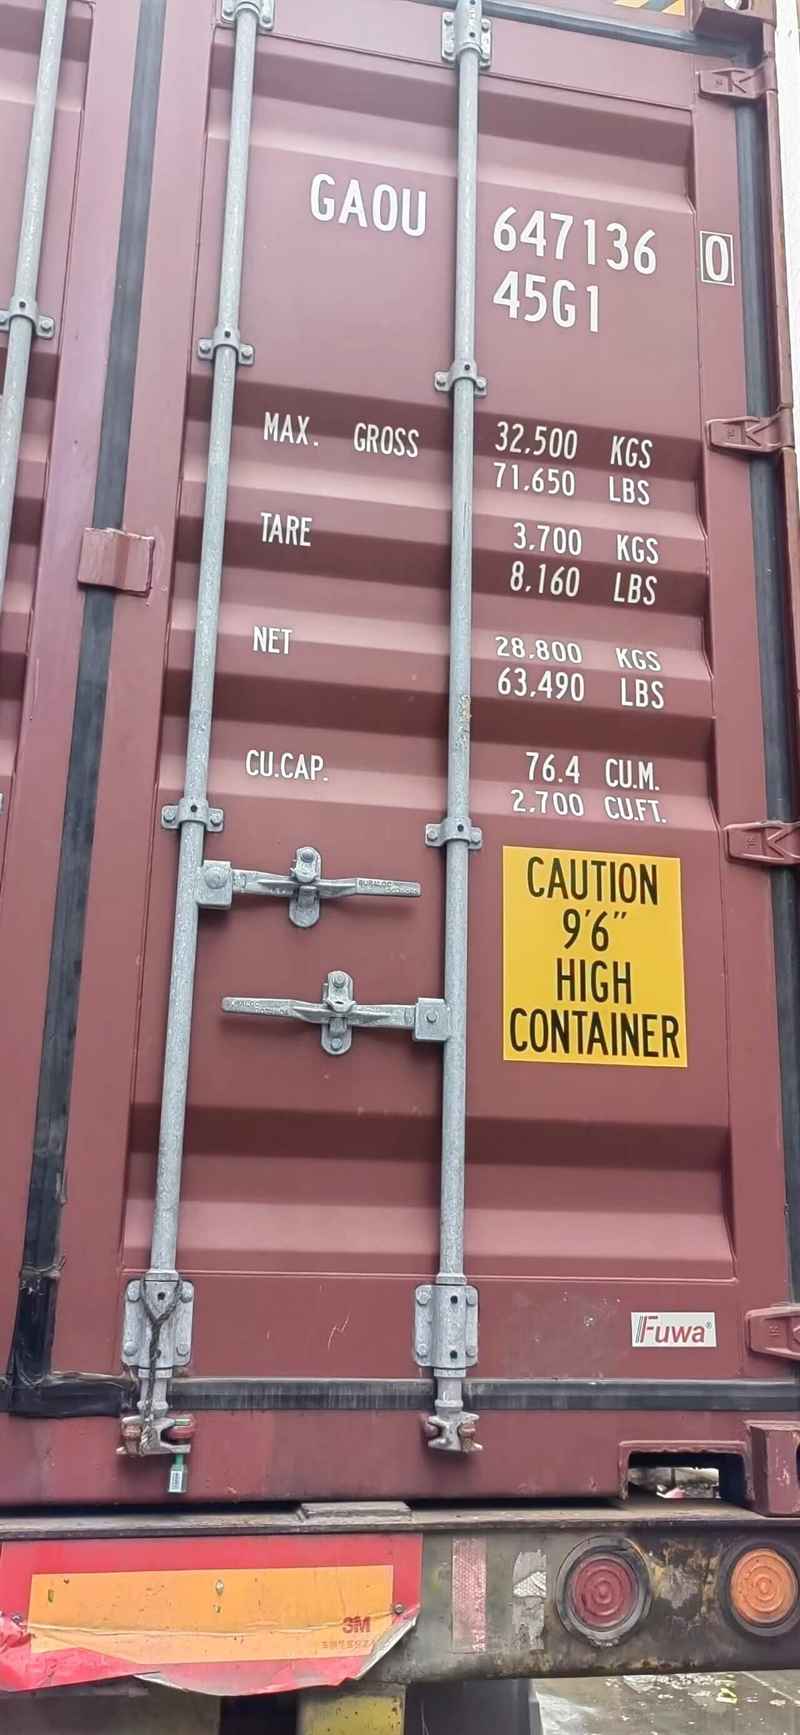 GAOU 647136 0
45G1
MAX. GROSS 32.500 KGS
71.650 LBS
TARE 3.700 KGS
8.160 LBS
NET 28.800 KGS
63.490 LBS
CU.CAP. 76.4 CU.M.
2.700 CU.FT.
CAUTION
9'6"
HIGH
CONTAINER
Fuwa®
3M